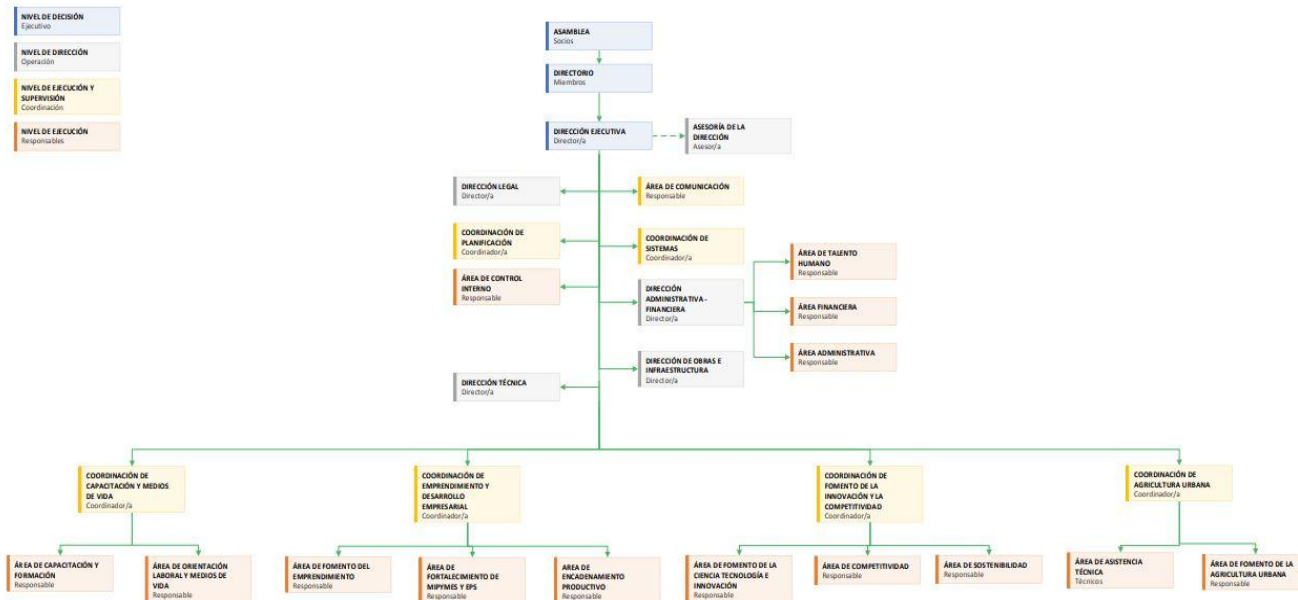 NIVEL DE DECISIÓN
Ejecutivo
NIVEL DE DIRECCIÓN
Operación
NIVEL DE EJECUCIÓN Y
SUPERVISIÓN
Coordinación
NIVEL DE EJECUCIÓN
Responsables
ASAMBLEA
Socios
DIRECTORIO
Miembros
DIRECCIÓN EJECUTIVA
Director/a
ASESORÍA DE LA
DIRECCIÓN
Asesor/a
DIRECCIÓN LEGAL
Director/a
ÁREA DE COMUNICACIÓN
Responsable
COORDINACIÓN DE
PLANIFICACIÓN
Coordinador/a
COORDINACIÓN DE
SISTEMAS
Coordinador/a
ÁREA DE CONTROL
INTERNO
Responsable
DIRECCIÓN
ADMINISTRATIVA -
FINANCIERA
Director/a
ÁREA DE TALENTO
HUMANO
Responsable
ÁREA FINANCIERA
Responsable
ÁREA ADMINISTRATIVA
Responsable
DIRECCIÓN DE OBRAS E
INFRAESTRUCTURA
Director/a
DIRECCIÓN TÉCNICA
Director/a
COORDINACIÓN DE
CAPACITACIÓN Y MEDIOS
DE VIDA
Coordinador/a
COORDINACIÓN DE
EMPRENDIMIENTO Y
DESARROLLO
EMPRESARIAL
Coordinador/a
COORDINACIÓN DE
FOMENTO DE LA
INNOVACIÓN Y LA
COMPETITIVIDAD
Coordinador/a
COORDINACIÓN DE
AGRICULTURA URBANA
Coordinador/a
ÁREA DE CAPACITACIÓN Y
FORMACIÓN
Responsable
ÁREA DE ORIENTACIÓN
LABORAL Y MEDIOS DE
VIDA
Responsable
ÁREA DE FOMENTO DEL
EMPRENDIMIENTO
Responsable
ÁREA DE
FORTALECIMIENTO DE
MIPYMES Y EPS
Responsable
AREA DE
ENCADENAMIENTO
PRODUCTIVO
Responsable
ÁREA DE FOMENTO DE LA
CIENCIA TECNOLOGÍA E
INNOVACIÓN
Responsable
ÁREA DE COMPETITIVIDAD
Responsable
ÁREA DE SOSTENIBILIDAD
Responsable
ÁREA DE ASISTENCIA
TÉCNICA
Técnicos
ÁREA DE FOMENTO DE LA
AGRICULTURA URBANA
Responsable